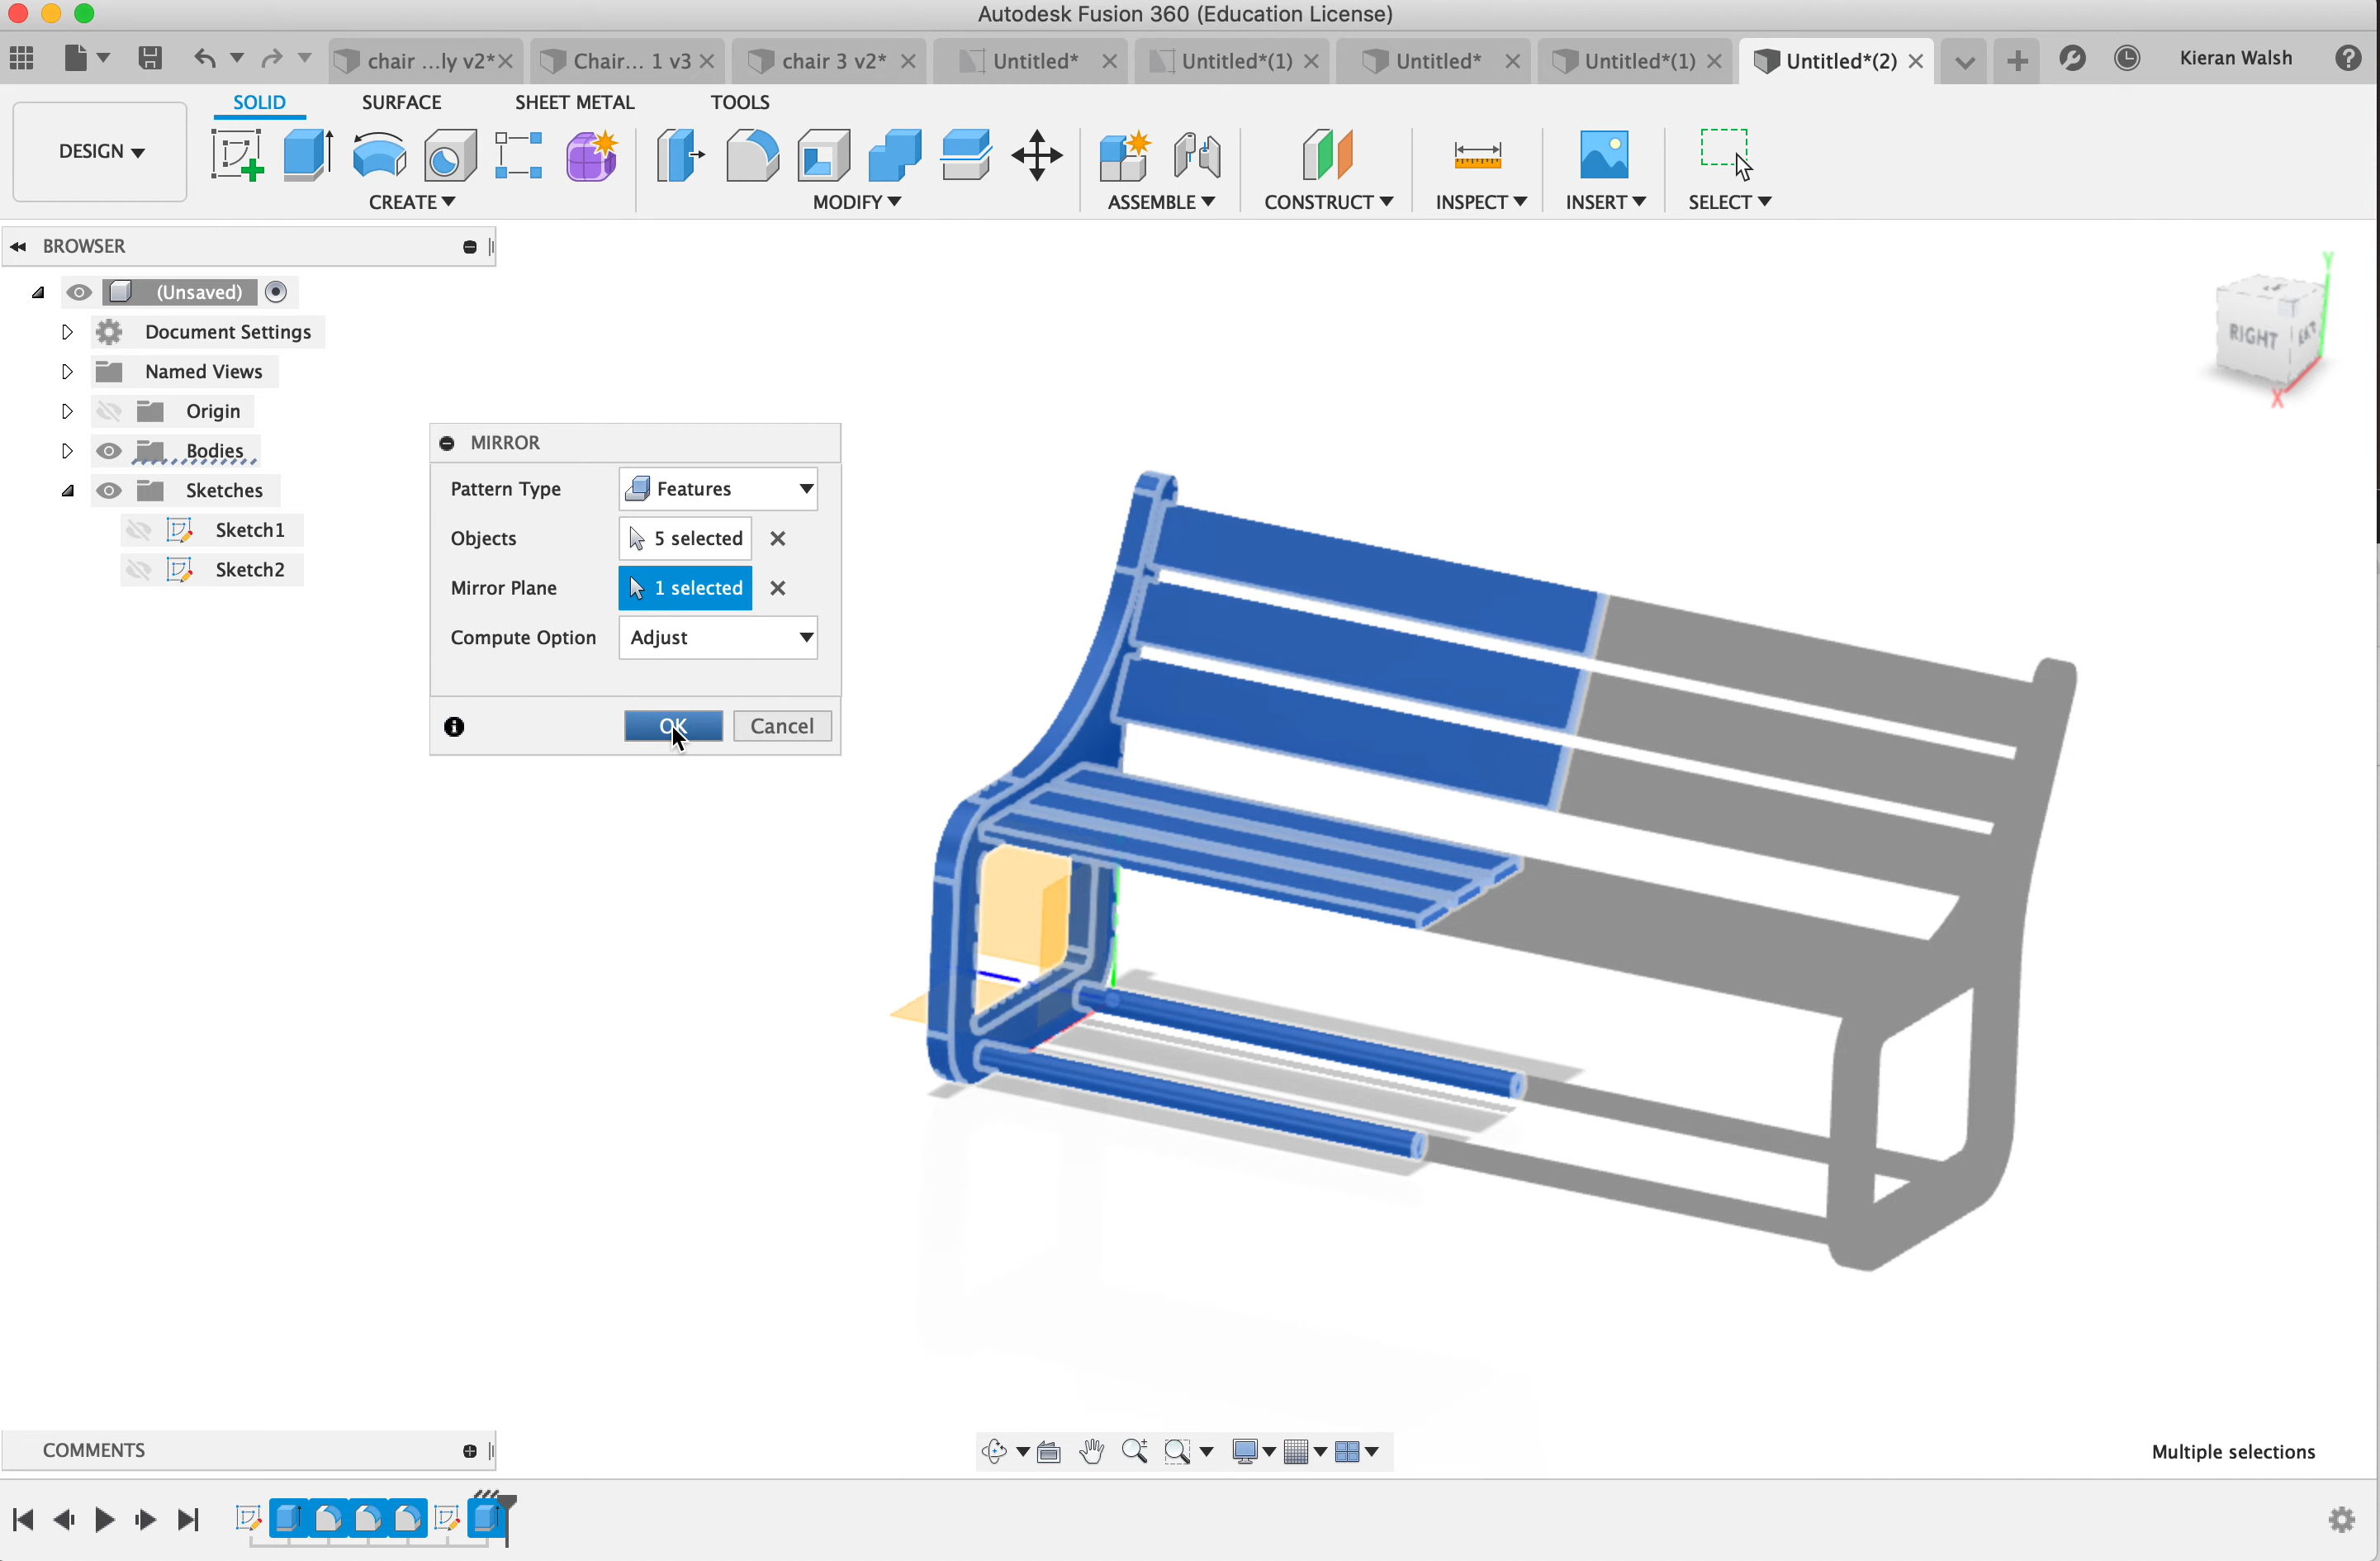 Autodesk Fusion 360 (Education License)
chair ...ly v2*
Chair... 1 v3
chair 3 v2*
Untitled*
Untitled*(1)
Untitled*
Untitled*(1)
Untitled*(2)
Kieran Walsh
SOLID
SURFACE
SHEET METAL
TOOLS
DESIGN
CREATE
MODIFY
ASSEMBLE
CONSTRUCT
INSPECT
INSERT
SELECT
BROWSER
(Unsaved)
Document Settings
Named Views
Origin
Bodies
Sketches
Sketch1
Sketch2
MIRROR
Pattern Type
Features
Objects
5 selected
Mirror Plane
1 selected
Compute Option
Adjust
OK
Cancel
Y
RIGHT
X
COMMENTS
Multiple selections